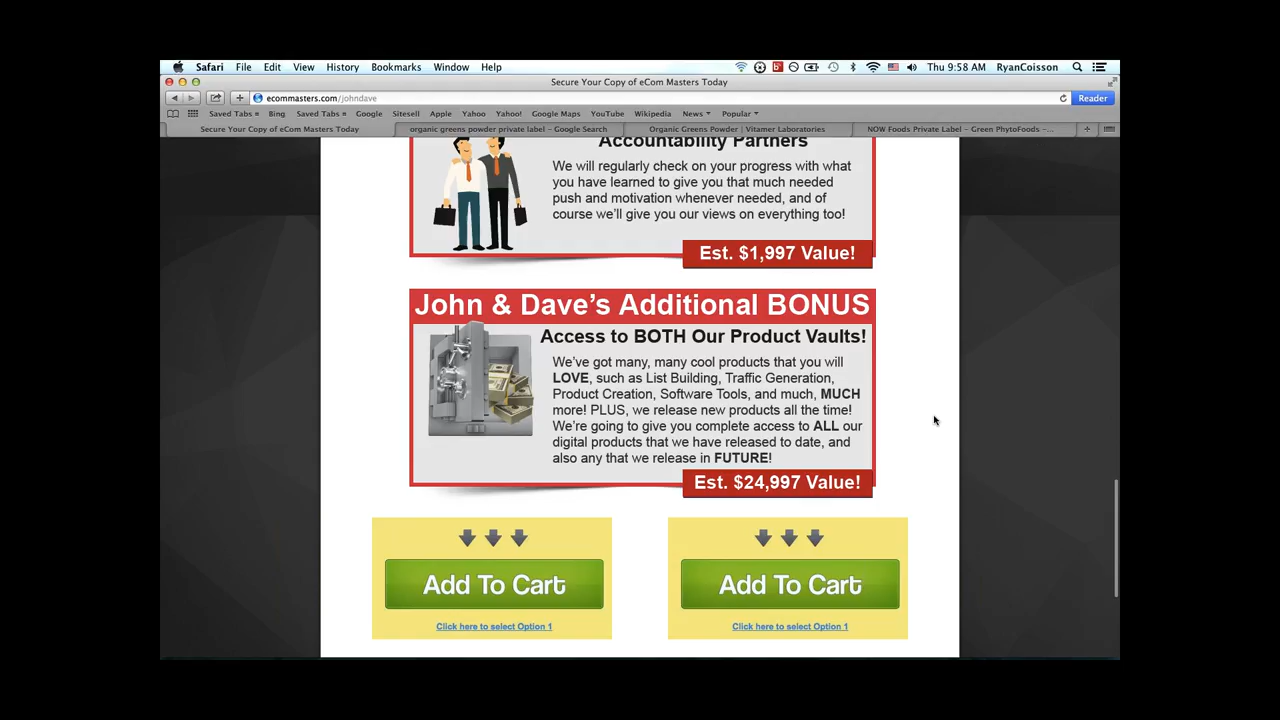 Safari File Edit View History Bookmarks Window Help Thu 9:58 AM RyanCoisson
Secure Your Copy of eCom Masters Today
ecommasters.com/johndave Reader
Saved Tabs Bing Saved Tabs Google Sitesell Apple Yahoo Yahoo! Google Maps YouTube Wikipedia News Popular
Secure Your Copy of eCom Masters Today organic greens powder private label – Google Search Organic Greens Powder | Vitamer Laboratories NOW Foods Private Label – Green PhytoFoods –...
Accountability Partners
We will regularly check on your progress with what
you have learned to give you that much needed
push and motivation whenever needed, and of
course we'll give you our views on everything too!
Est. $1,997 Value!
John & Dave's Additional BONUS
Access to BOTH Our Product Vaults!
We've got many, many cool products that you will
LOVE, such as List Building, Traffic Generation,
Product Creation, Software Tools, and much, MUCH
more! PLUS, we release new products all the time!
We're going to give you complete access to ALL our
digital products that we have released to date, and
also any that we release in FUTURE!
Est. $24,997 Value!
Add To Cart Add To Cart
Click here to select Option 1 Click here to select Option 1